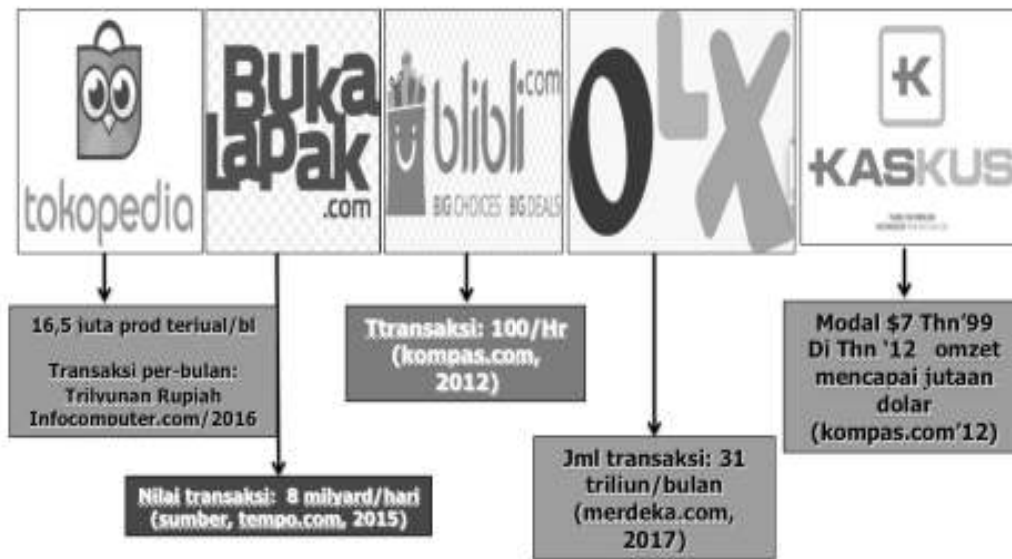 tokopedia
BUKA
LAPAK
.com
blibli.com
BIG CHOICES BIG DEALS
OLX
K
KASKUS
16,5 juta prod terjual/bl
Transaksi per-bulan:
Trilyunan Rupiah
Infocomputer.com/2016
Nilai transaksi: 8 milyard/hari
(sumber, tempo.com, 2015)
Ttransaksi: 100/Hr
(kompas.com,
2012)
Jml transaksi: 31
triliun/bulan
(merdeka.com,
2017)
Modal $7 Thn'99
Di Thn '12 omzet
mencapai jutaan
dolar
(kompas.com'12)